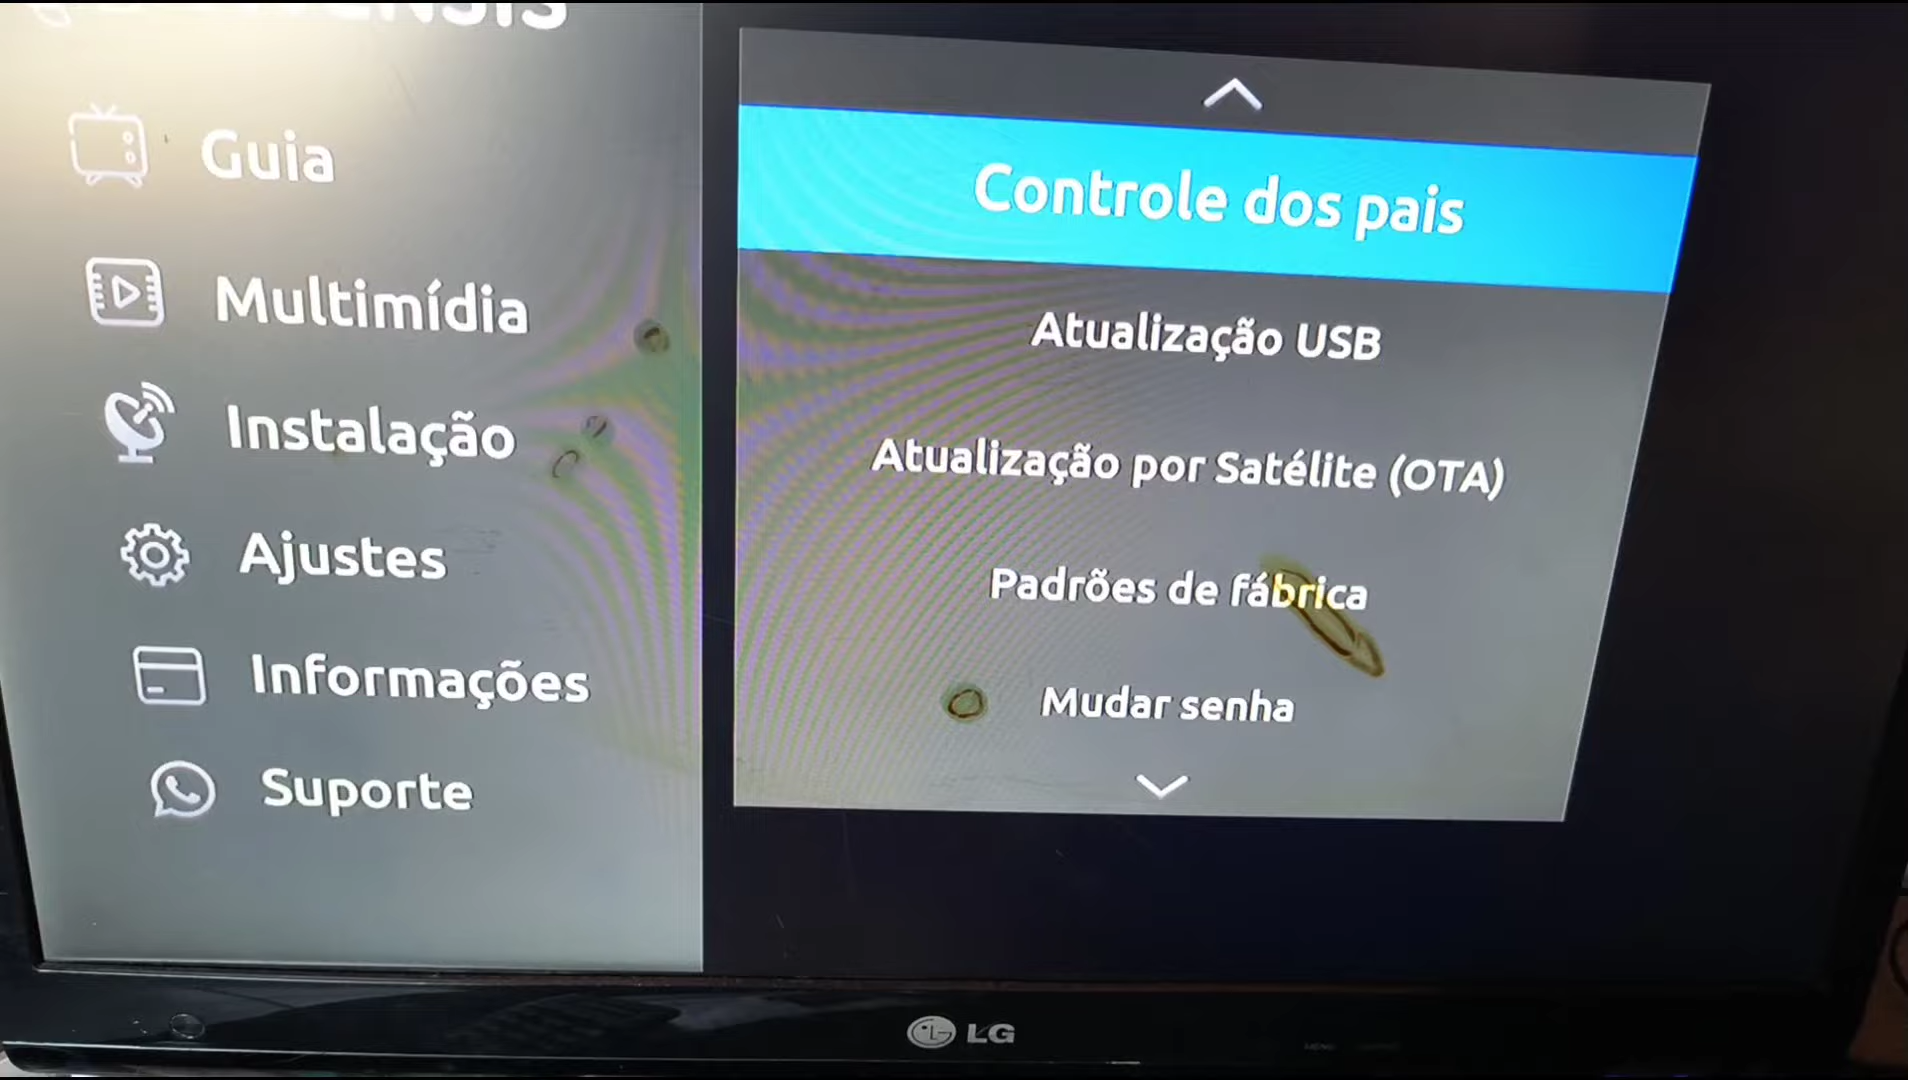 Guia
Multimídia
Instalação
Ajustes
Informações
Suporte
Controle dos pais
Atualização USB
Atualização por Satélite (OTA)
Padrões de fábrica
Mudar senha
LG